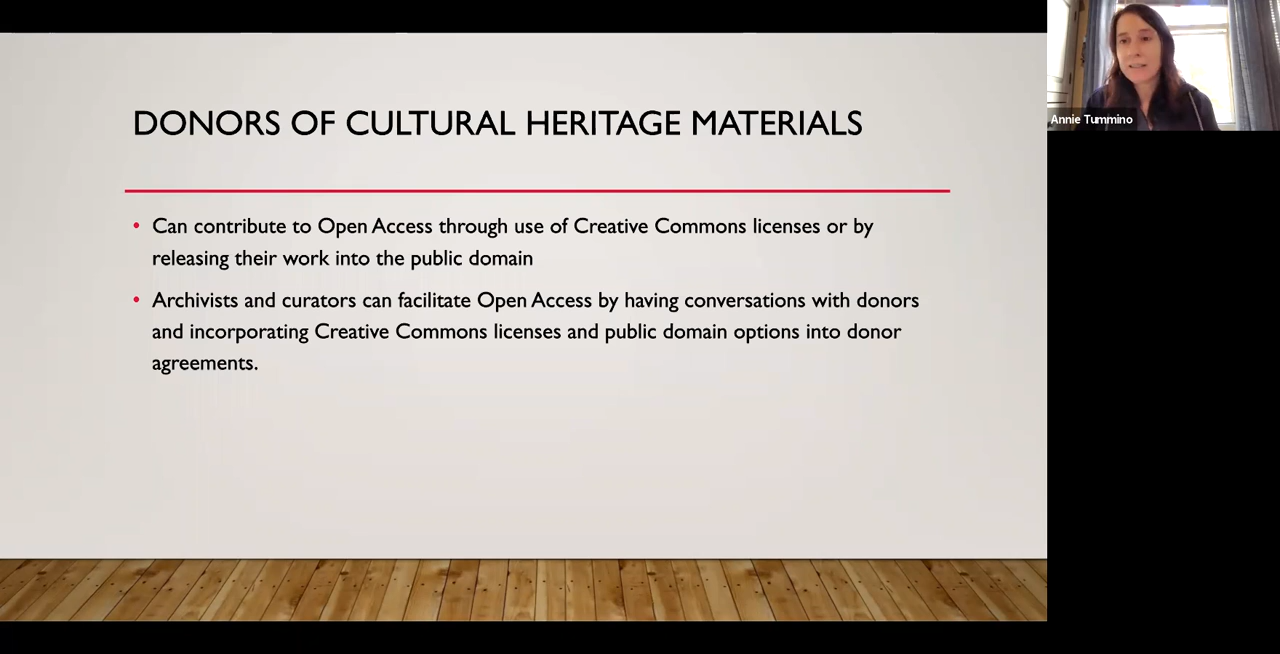 DONORS OF CULTURAL HERITAGE MATERIALS
• Can contribute to Open Access through use of Creative Commons licenses or by
releasing their work into the public domain
• Archivists and curators can facilitate Open Access by having conversations with donors
and incorporating Creative Commons licenses and public domain options into donor
agreements.
Annie Tummino